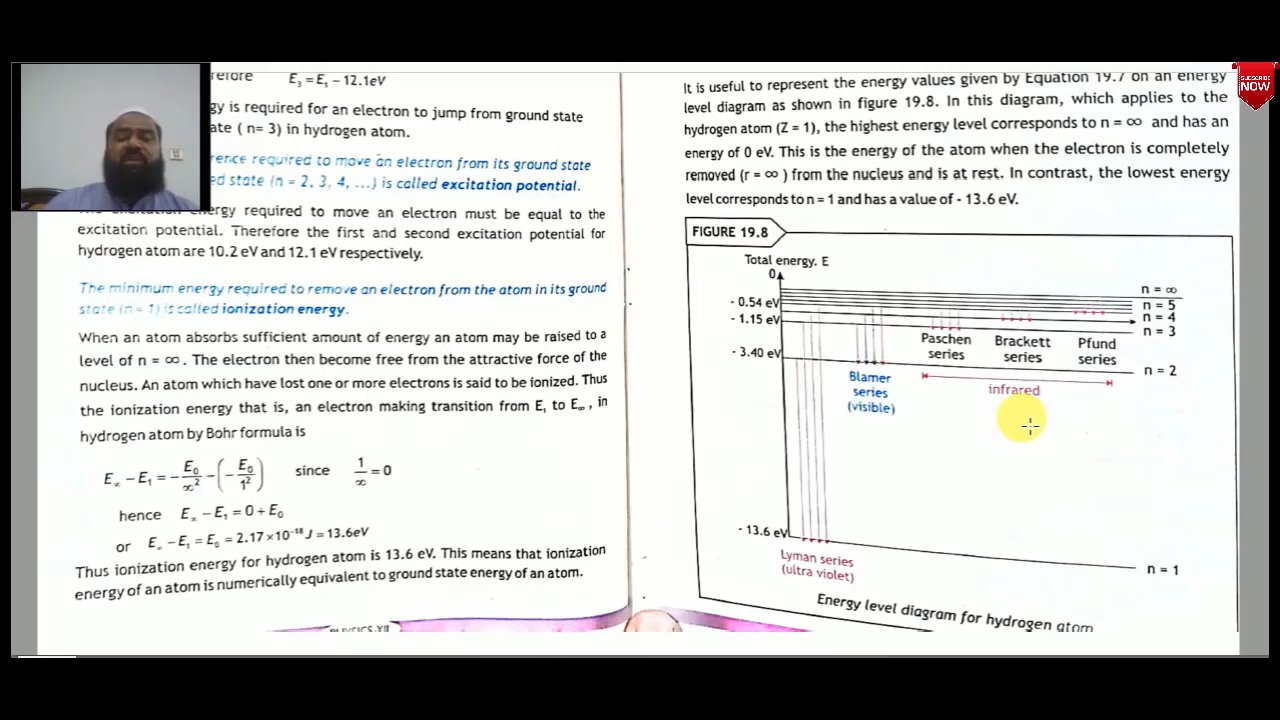 E₃ = E₁ − 12.1eV
gy is required for an electron to jump from ground state
ate ( n= 3) in hydrogen atom.
rence required to move an electron from its ground state
ed state (n = 2, 3, 4, ...) is called excitation potential.
energy required to move an electron must be equal to the
excitation potential. Therefore the first and second excitation potential for
hydrogen atom are 10.2 eV and 12.1 eV respectively.
The minimum energy required to remove an electron from the atom in its ground
state (n = 1) is called ionization energy.
When an atom absorbs sufficient amount of energy an atom may be raised to a
level of n = ∞. The electron then become free from the attractive force of the
nucleus. An atom which have lost one or more electrons is said to be ionized. Thus
the ionization energy that is, an electron making transition from E₁ to E∞, in
hydrogen atom by Bohr formula is
E∞ − E₁ = − E₀/∞² − (− E₀/1²) since 1/∞ = 0
hence E∞ − E₁ = 0 + E₀
or E∞ − E₁ = E₀ = 2.17 ×10⁻¹⁸ J = 13.6eV
Thus ionization energy for hydrogen atom is 13.6 eV. This means that ionization
energy of an atom is numerically equivalent to ground state energy of an atom.
It is useful to represent the energy values given by Equation 19.7 on an energy
level diagram as shown in figure 19.8. In this diagram, which applies to the
hydrogen atom (Z = 1), the highest energy level corresponds to n = ∞ and has an
energy of 0 eV. This is the energy of the atom when the electron is completely
removed (r = ∞ ) from the nucleus and is at rest. In contrast, the lowest energy
level corresponds to n = 1 and has a value of - 13.6 eV.
FIGURE 19.8
Total energy. E
0
- 0.54 eV
- 1.15 eV
- 3.40 eV
- 13.6 eV
n = ∞
n = 5
n = 4
n = 3
n = 2
n = 1
Paschen
series
Brackett
series
Pfund
series
Blamer
series
(visible)
infrared
Lyman series
(ultra violet)
Energy level diagram for hydrogen atom
SUBSCRIBE
NOW